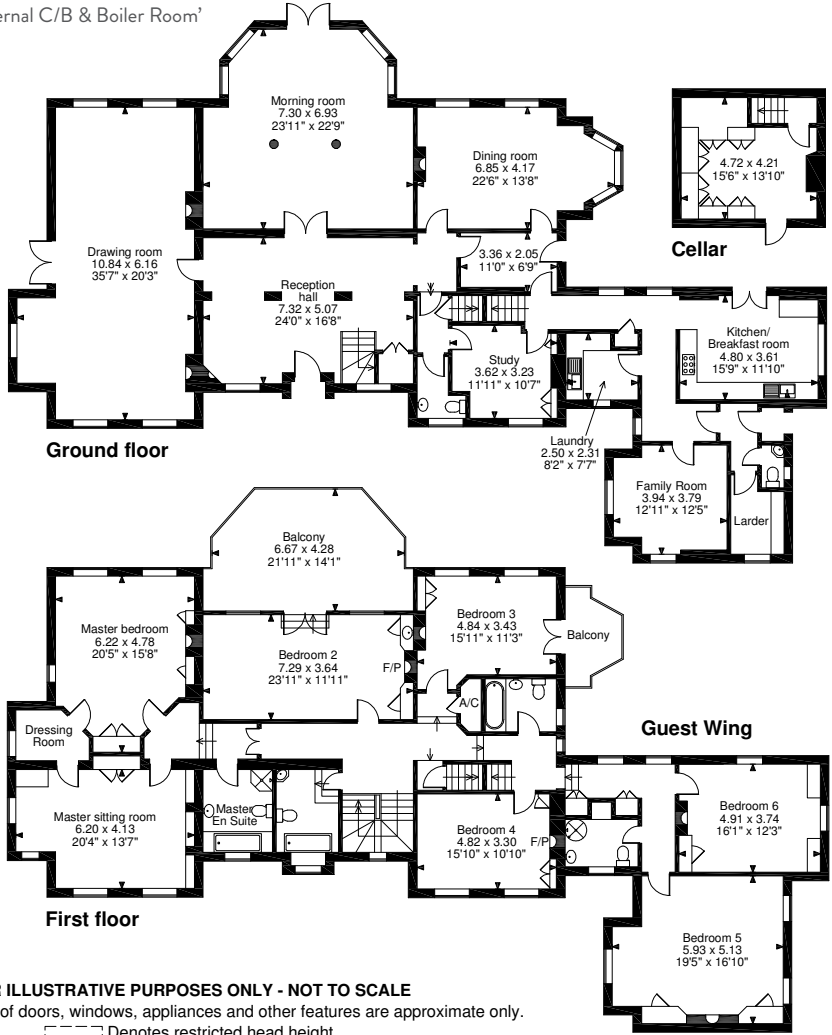 ernal C/B & Boiler Room'
Morning room
7.30 x 6.93
23'11" x 22'9"
Dining room
6.85 x 4.17
22'6" x 13'8"
4.72 x 4.21
15'6" x 13'10"
Cellar
Drawing room
10.84 x 6.16
35'7" x 20'3"
3.36 x 2.05
11'0" x 6'9"
Reception
hall
7.32 x 5.07
24'0" x 16'8"
Kitchen/
Breakfast room
4.80 x 3.61
15'9" x 11'10"
Study
3.62 x 3.23
11'11" x 10'7"
Laundry
2.50 x 2.31
8'2" x 7'7"
Ground floor
Family Room
3.94 x 3.79
12'11" x 12'5"
Larder
Balcony
6.67 x 4.28
21'11" x 14'1"
Master bedroom
6.22 x 4.78
20'5" x 15'8"
Bedroom 2
7.29 x 3.64
23'11" x 11'11"
F/P
Bedroom 3
4.84 x 3.43
15'11" x 11'3"
Balcony
A/C
Dressing
Room
Guest Wing
Master sitting room
6.20 x 4.13
20'4" x 13'7"
Master
En Suite
Bedroom 4
4.82 x 3.30
15'10" x 10'10"
F/P
Bedroom 6
4.91 x 3.74
16'1" x 12'3"
First floor
Bedroom 5
5.93 x 5.13
19'5" x 16'10"
R ILLUSTRATIVE PURPOSES ONLY - NOT TO SCALE
of doors, windows, appliances and other features are approximate only.
Denotes restricted head height